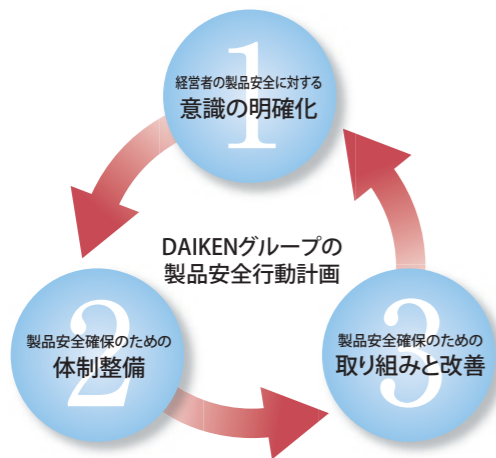 1
経営者の製品安全に対する
意識の明確化
DAIKENグループの
製品安全行動計画
2
製品安全確保のための
体制整備
3
製品安全確保のための
取り組みと改善